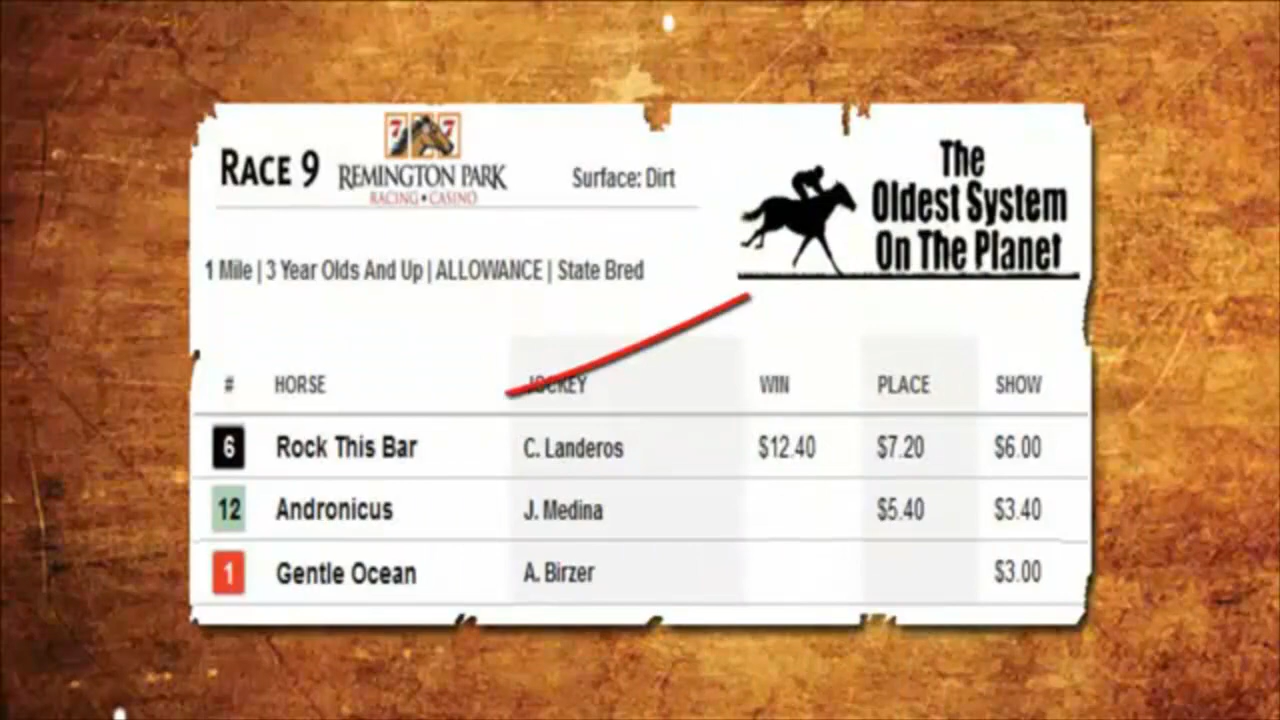 RACE 9
7 7
REMINGTON PARK
RACING • CASINO
Surface: Dirt
The
Oldest System
On The Planet
1 Mile | 3 Year Olds And Up | ALLOWANCE | State Bred
# HORSE JOCKEY WIN PLACE SHOW
6 Rock This Bar C. Landeros $12.40 $7.20 $6.00
12 Andronicus J. Medina $5.40 $3.40
1 Gentle Ocean A. Birzer $3.00